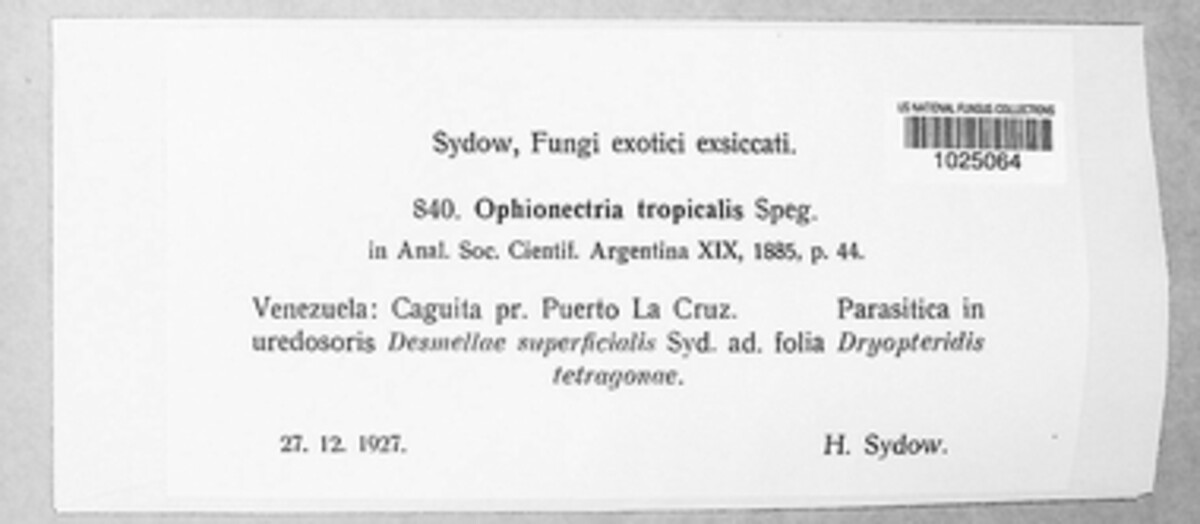 US NATIONAL FUNGUS COLLECTIONS
1025064
Sydow, Fungi exotici exsiccati.
840. Ophionectria tropicalis Speg.
in Anal. Soc. Cientif. Argentina XIX, 1885, p. 44.
Venezuela: Caguita pr. Puerto La Cruz. Parasitica in
uredosoris Desmellae superficialis Syd. ad. folia Dryopteridis
tetragonae.
27. 12. 1927. H. Sydow.